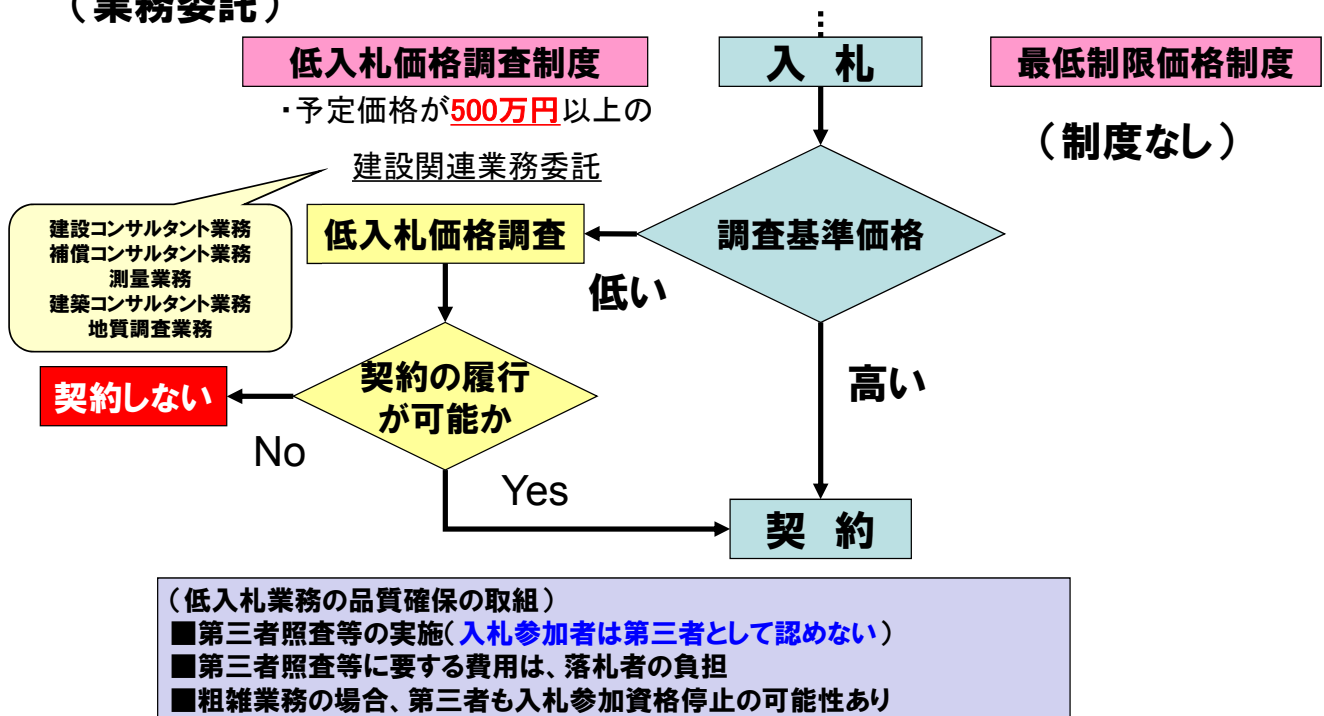 （業務委託）
低入札価格調査制度
入 札
最低制限価格制度
・予定価格が500万円以上の
建設関連業務委託
（制度なし）
建設コンサルタント業務
補償コンサルタント業務
測量業務
建築コンサルタント業務
地質調査業務
低入札価格調査
調査基準価格
低い
契約の履行
が可能か
契約しない
高い
No
Yes
契 約
（低入札業務の品質確保の取組）
■第三者照査等の実施（入札参加者は第三者として認めない）
■第三者照査等に要する費用は、落札者の負担
■粗雑業務の場合、第三者も入札参加資格停止の可能性あり